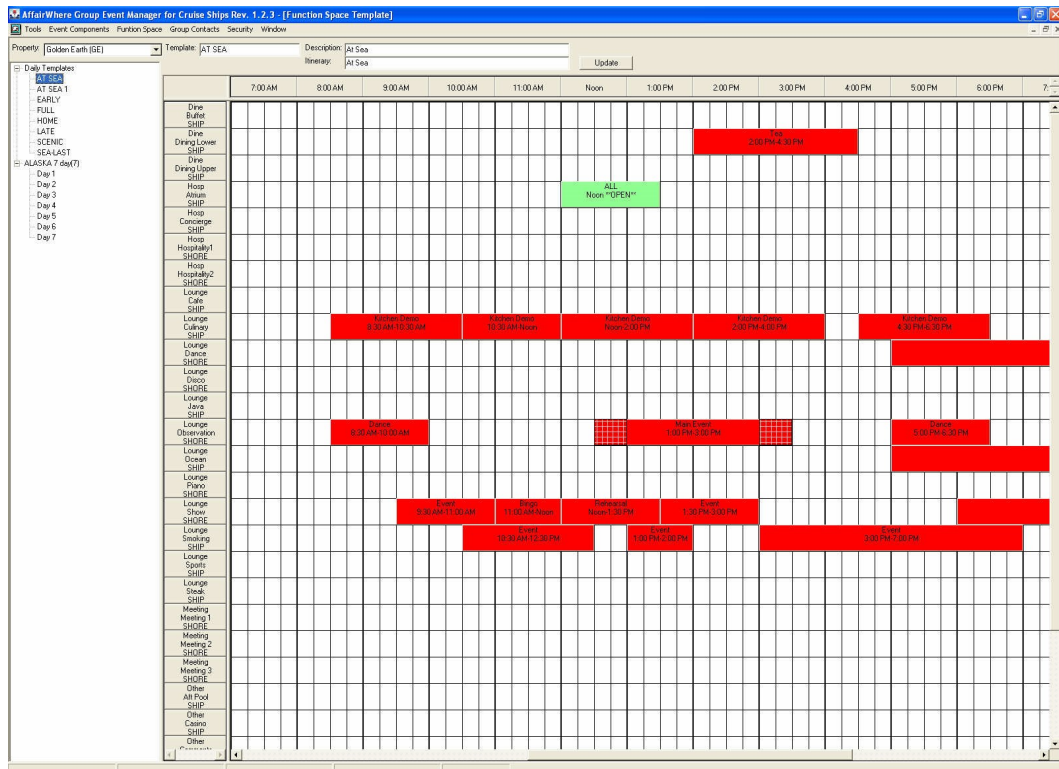 AffairWhere Group Event Manager for Cruise Ships Rev. 1.2.3 - [Function Space Template]
Tools Event Components Funtion Space Group Contacts Security Window
Property: Golden Earth (GE) Template: AT SEA Description: At Sea
Itinerary: At Sea Update
Daily Templates
AT SEA
AT SEA 1
EARLY
FULL
HOME
LATE
SCENIC
SEA-LAST
ALASKA 7 day(7)
Day 1
Day 2
Day 3
Day 4
Day 5
Day 6
Day 7
7:00 AM 8:00 AM 9:00 AM 10:00 AM 11:00 AM Noon 1:00 PM 2:00 PM 3:00 PM 4:00 PM 5:00 PM 6:00 PM 7:
Dine
Buffet
SHIP
Dine
Dining Lower
SHIP
Tea
2:00 PM-4:30 PM
Dine
Dining Upper
SHIP
Hosp
Atrium
SHIP
ALL
Noon **OPEN**
Hosp
Concierge
SHIP
Hosp
Hospitality1
SHORE
Hosp
Hospitality2
SHORE
Lounge
Cafe
SHIP
Lounge
Culinary
SHIP
Kitchen Demo
8:30 AM-10:30 AM
Kitchen Demo
10:30 AM-Noon
Kitchen Demo
Noon-2:00 PM
Kitchen Demo
2:00 PM-4:00 PM
Kitchen Demo
4:30 PM-6:30 PM
Lounge
Dance
SHORE
Lounge
Disco
SHORE
Lounge
Java
SHIP
Lounge
Observation
SHORE
Dance
8:30 AM-10:00 AM
Main Event
1:00 PM-3:00 PM
Dance
5:00 PM-6:30 PM
Lounge
Ocean
SHIP
Lounge
Piano
SHORE
Lounge
Show
SHORE
Event
9:30 AM-11:00 AM
Bingo
11:00 AM-Noon
Rehearsal
Noon-1:30 PM
Event
1:30 PM-3:00 PM
Lounge
Smoking
SHIP
Event
10:30 AM-12:30 PM
Event
1:00 PM-2:00 PM
Event
3:00 PM-7:00 PM
Lounge
Sports
SHIP
Lounge
Steak
SHIP
Meeting
Meeting 1
SHORE
Meeting
Meeting 2
SHORE
Meeting
Meeting 3
SHORE
Other
Aft Pool
SHIP
Other
Casino
SHIP
Other